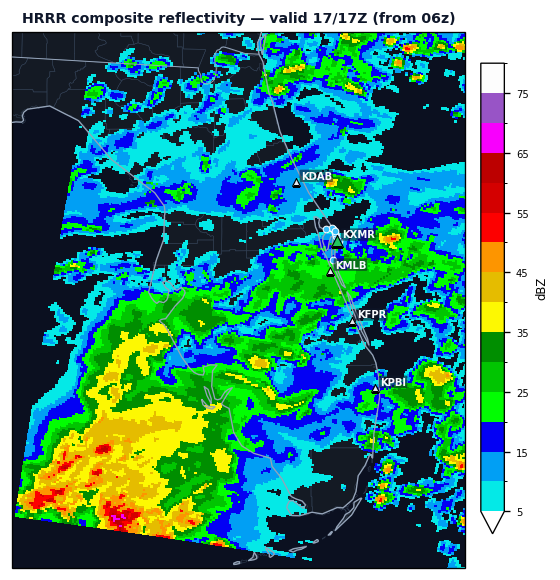 HRRR composite reflectivity — valid 17/17Z (from 06z)
KDAB
KXMR
KMLB
KFPR
KPBI
75
65
55
45
35
25
15
5
dBZ